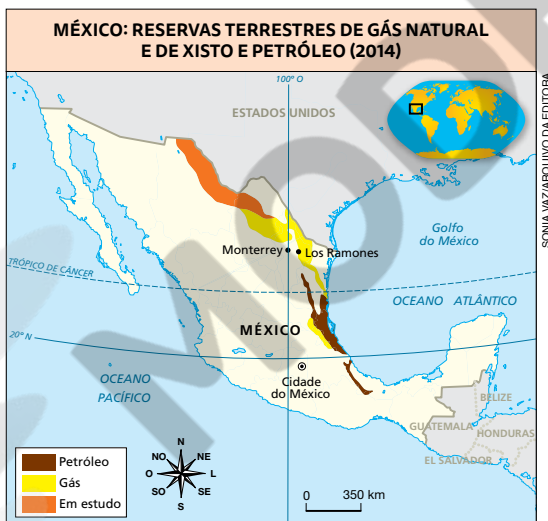 MÉXICO: RESERVAS TERRESTRES DE GÁS NATURAL
E DE XISTO E PETRÓLEO (2014)
100º O
ESTADOS UNIDOS
SONIA VAZ/ARQUIVO DA EDITORA
Golfo
do México
Monterrey
Los Ramones
TRÓPICO DE CÂNCER
OCEANO ATLÂNTICO
MÉXICO
20º N
Cidade
do México
OCEANO
PACÍFICO
BELIZE
GUATEMALA
HONDURAS
EL SALVADOR
Petróleo
Gás
Em estudo
N
NO NE
O L
SO SE
S
0 350 km